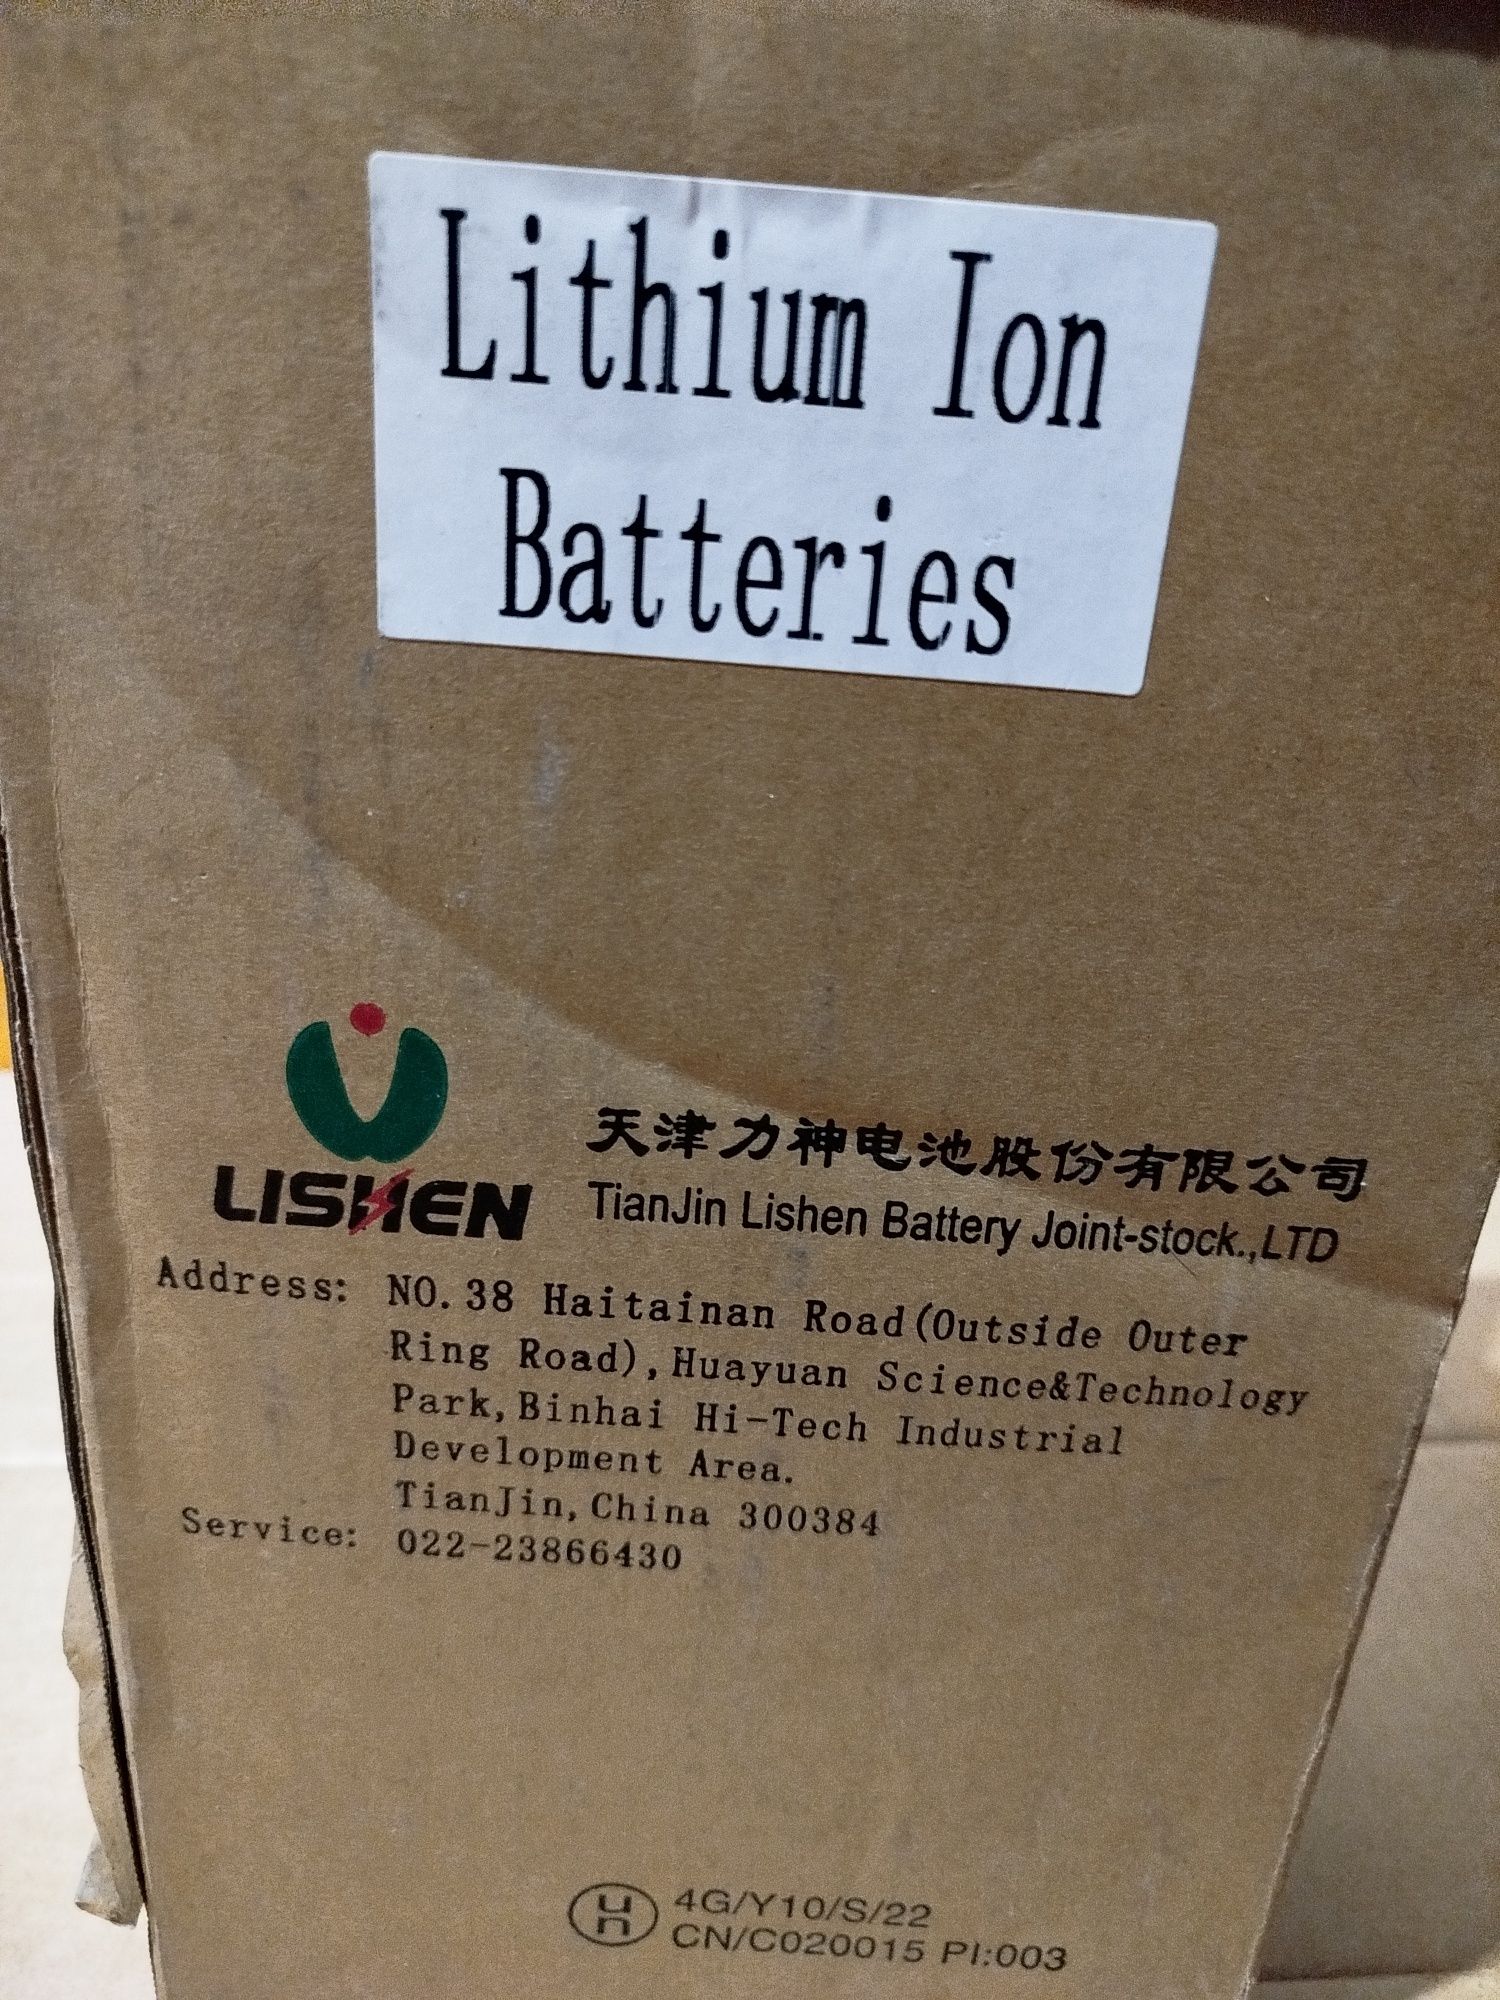 Lithium Ion
Batteries
LISHEN
天津力神电池股份有限公司
TianJin Lishen Battery Joint-stock.,LTD
Address: NO.38 Haitainan Road(Outside Outer
Ring Road),Huayuan Science&Technology
Park,Binhai Hi-Tech Industrial
Development Area.
TianJin,China 300384
Service: 022-23866430
un 4G/Y10/S/22
CN/C020015 PI:003